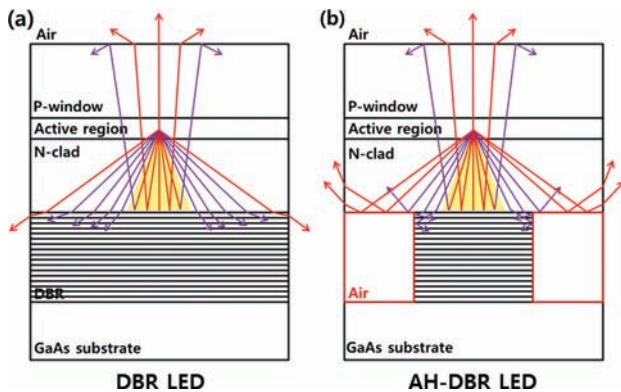 (a)
Air
P-window
Active region
N-clad
DBR
GaAs substrate
DBR LED
(b)
Air
P-window
Active region
N-clad
Air
GaAs substrate
AH-DBR LED